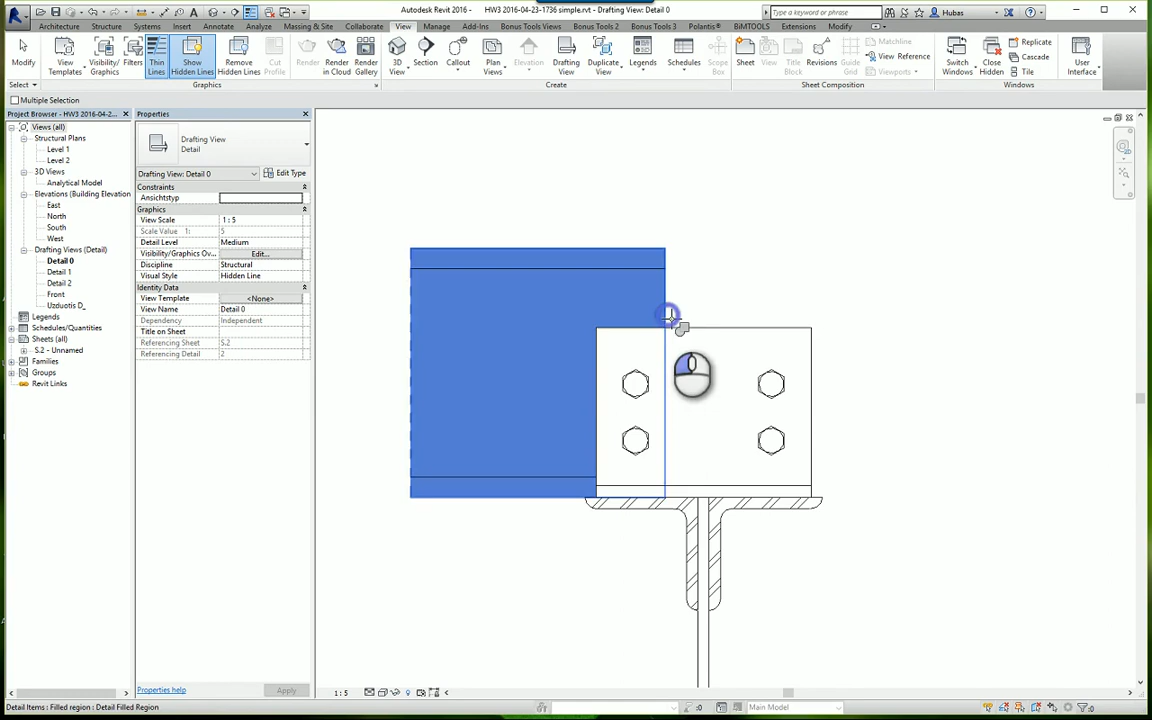 Autodesk Revit 2016 - HW3 2016-04-23-1736 simple.rvt - Drafting View: Detail 0
Type a keyword or phrase
Hubas
Architecture Structure Systems Insert Annotate Analyze Massing & Site Collaborate View Manage Add-Ins Bonus Tools Views Bonus Tools 2 Bonus Tools 3 Polantis® BiMTOOLS Extensions Modify
Modify
View Templates
Visibility/ Graphics
Filters
Thin Lines
Show Hidden Lines
Remove Hidden Lines
Cut Profile
Render
Render in Cloud
Render Gallery
3D View
Section
Callout
Plan Views
Elevation
Drafting View
Duplicate View
Legends
Schedules
Scope Box
Sheet
View
Title Block
Revisions
Guide Grid
Matchline
View Reference
Viewports
Switch Windows
Close Hidden
Replicate
Cascade
Tile
User Interface
Select
Graphics
Create
Sheet Composition
Windows
Multiple Selection
Project Browser - HW3 2016-04-2...
Views (all)
Structural Plans
Level 1
Level 2
3D Views
Analytical Model
Elevations (Building Elevation
East
North
South
West
Drafting Views (Detail)
Detail 0
Detail 1
Detail 2
Front
Uzduotis D_
Legends
Schedules/Quantities
Sheets (all)
S.2 - Unnamed
Families
Groups
Revit Links
Properties
Drafting View
Detail
Drafting View: Detail 0
Edit Type
Constraints
Ansichtstyp
Graphics
View Scale 1 : 5
Scale Value 1: 5
Detail Level Medium
Visibility/Graphics Ov... Edit...
Discipline Structural
Visual Style Hidden Line
Identity Data
View Template <None>
View Name Detail 0
Dependency Independent
Title on Sheet
Referencing Sheet S.2
Referencing Detail 2
Properties help
Apply
1 : 5
Detail Items : Filled region : Detail Filled Region
:0
Main Model
:0